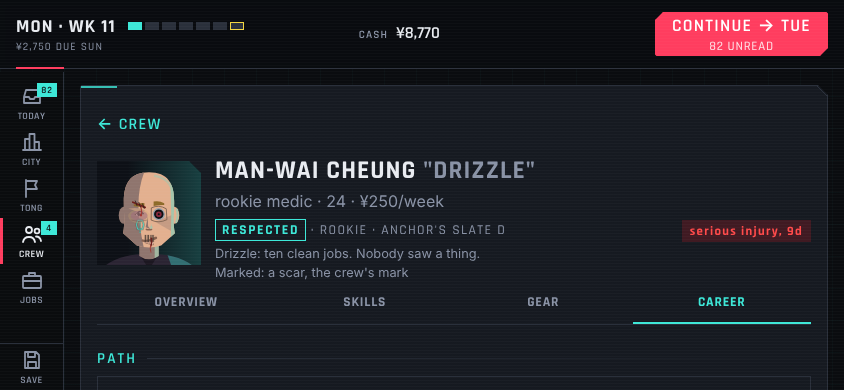 MON · WK 11
¥2,750 DUE SUN
CASH ¥8,770
CONTINUE → TUE
82 UNREAD
82
TODAY
CITY
TONG
4
CREW
JOBS
SAVE
← CREW
MAN-WAI CHEUNG "DRIZZLE"
rookie medic · 24 · ¥250/week
RESPECTED · ROOKIE · ANCHOR'S SLATE D
serious injury, 9d
Drizzle: ten clean jobs. Nobody saw a thing.
Marked: a scar, the crew's mark
OVERVIEW SKILLS GEAR CAREER
PATH